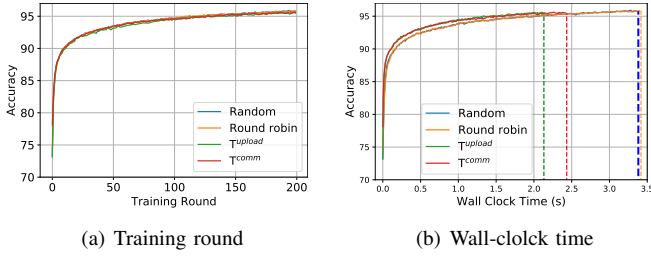 95
90
85
80
75
70
Accuracy
0
50
100
150
200
Training Round
Random
Round robin
T^upload
T^comm
(a) Training round
95
90
85
80
75
70
Accuracy
0.0
0.5
1.0
1.5
2.0
2.5
3.0
3.5
Wall Clock Time (s)
Random
Round robin
T^upload
T^comm
(b) Wall-clolck time